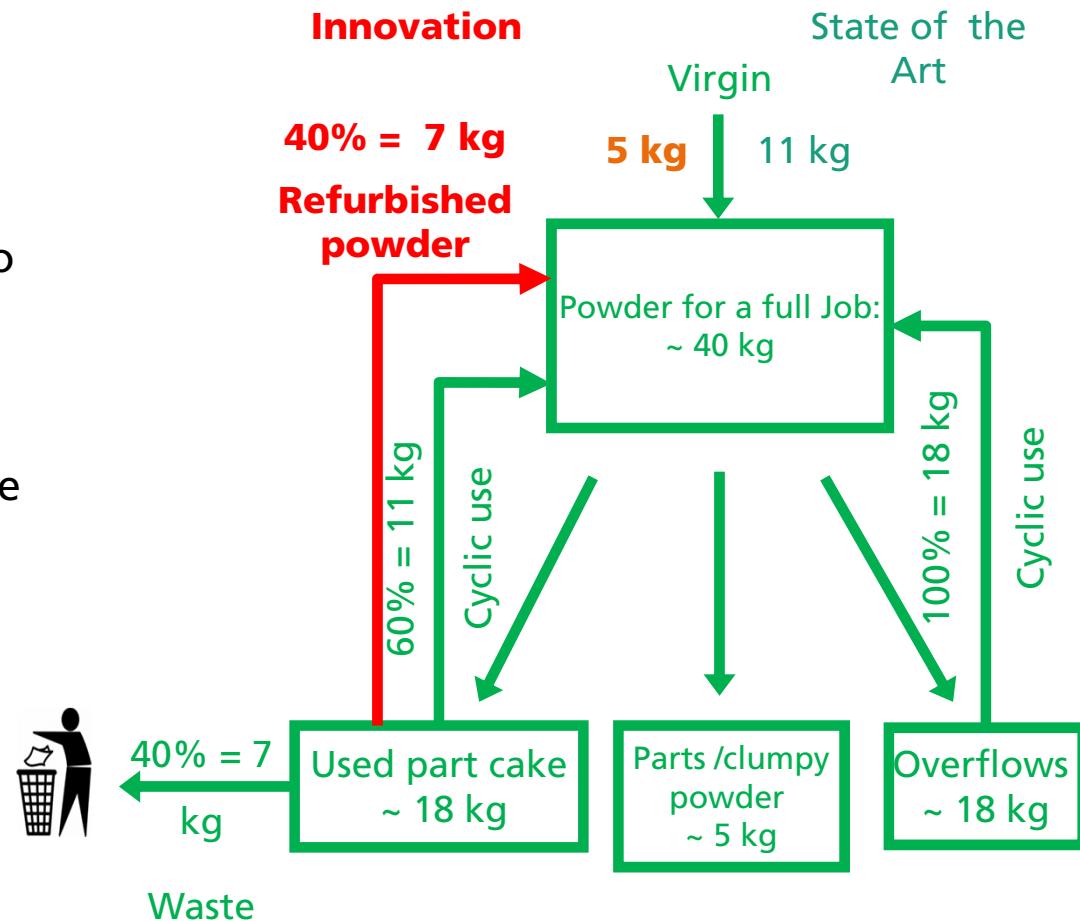 Innovation
State of the
Art
Virgin
40% = 7 kg
5 kg
11 kg
Refurbished
powder
o
Powder for a full Job:
~ 40 kg
e
60% = 11 kg
Cyclic use
100% = 18 kg
Cyclic use
40% = 7
kg
Waste
Used part cake
~ 18 kg
Parts /clumpy
powder
~ 5 kg
Overflows
~ 18 kg